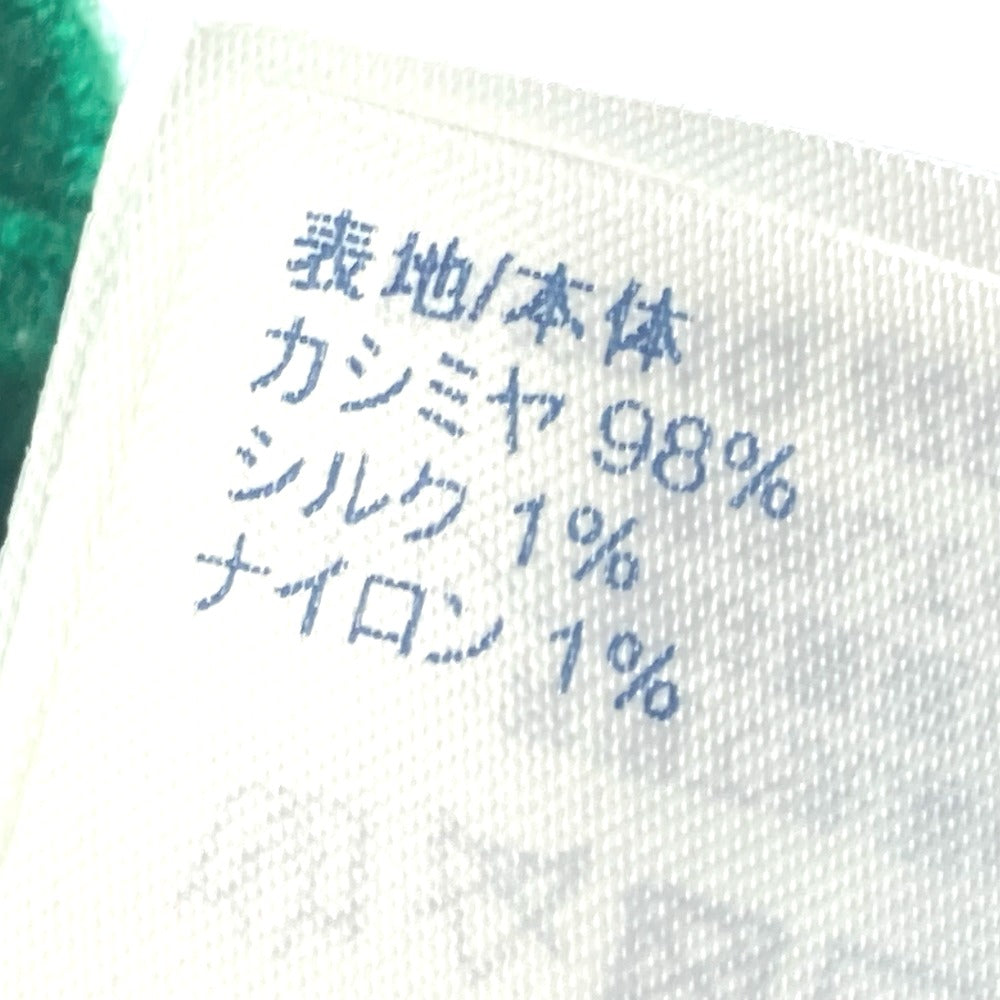 表地/本体
カシミヤ 98%
シルク 1%
ナイロン 1%